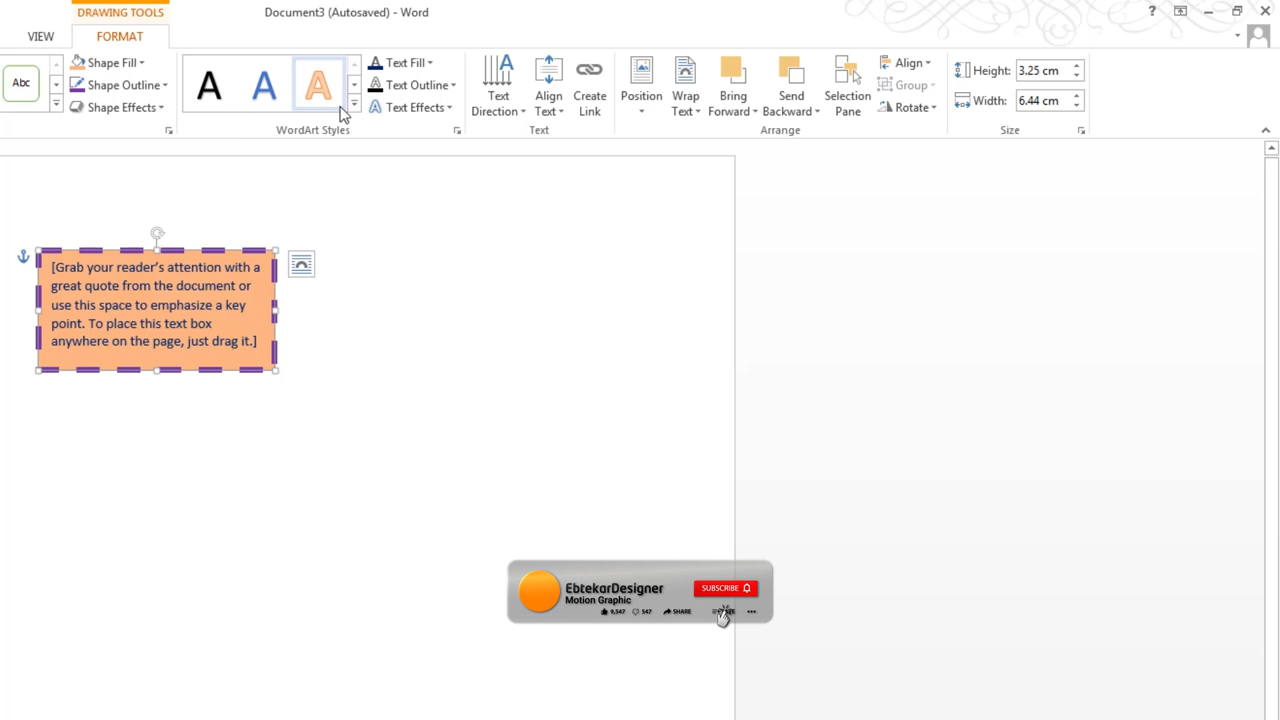 DRAWING TOOLS
Document3 (Autosaved) - Word
?
VIEW
FORMAT
Abc
Shape Fill
Shape Outline
Shape Effects
A A A
WordArt Styles
A Text Fill
A Text Outline
A Text Effects
Text
Direction
Align
Text
Create
Link
Text
Position
Wrap
Text
Bring
Forward
Send
Backward
Selection
Pane
Align
Group
Rotate
Arrange
Height: 3.25 cm
Width: 6.44 cm
Size
[Grab your reader's attention with a
great quote from the document or
use this space to emphasize a key
point. To place this text box
anywhere on the page, just drag it.]
EbtekarDesigner
Motion Graphic
SUBSCRIBE
9,547 547 SHARE